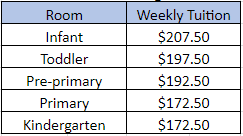 Room Weekly Tuition
Infant $207.50
Toddler $197.50
Pre-primary $192.50
Primary $172.50
Kindergarten $172.50